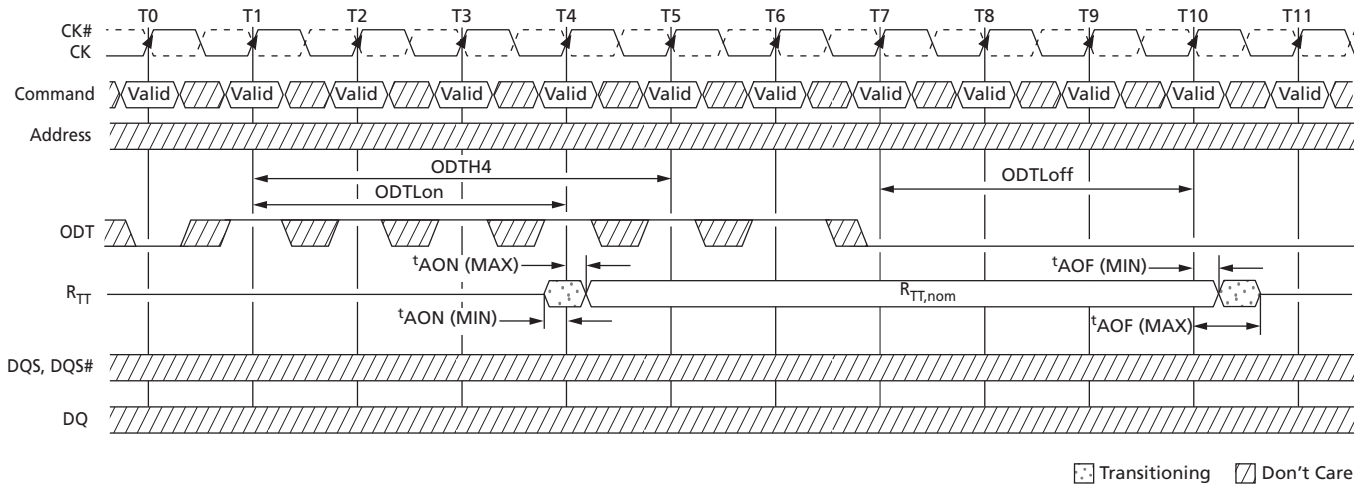 T0 T1 T2 T3 T4 T5 T6 T7 T8 T9 T10 T11
CK#
CK
Command Valid Valid Valid Valid Valid Valid Valid Valid Valid Valid Valid Valid
Address
ODTH4
ODTLon
ODTLoff
ODT
tAON (MAX)
tAOF (MIN)
RTT
RTT,nom
tAON (MIN)
tAOF (MAX)
DQS, DQS#
DQ
Transitioning Don't Care